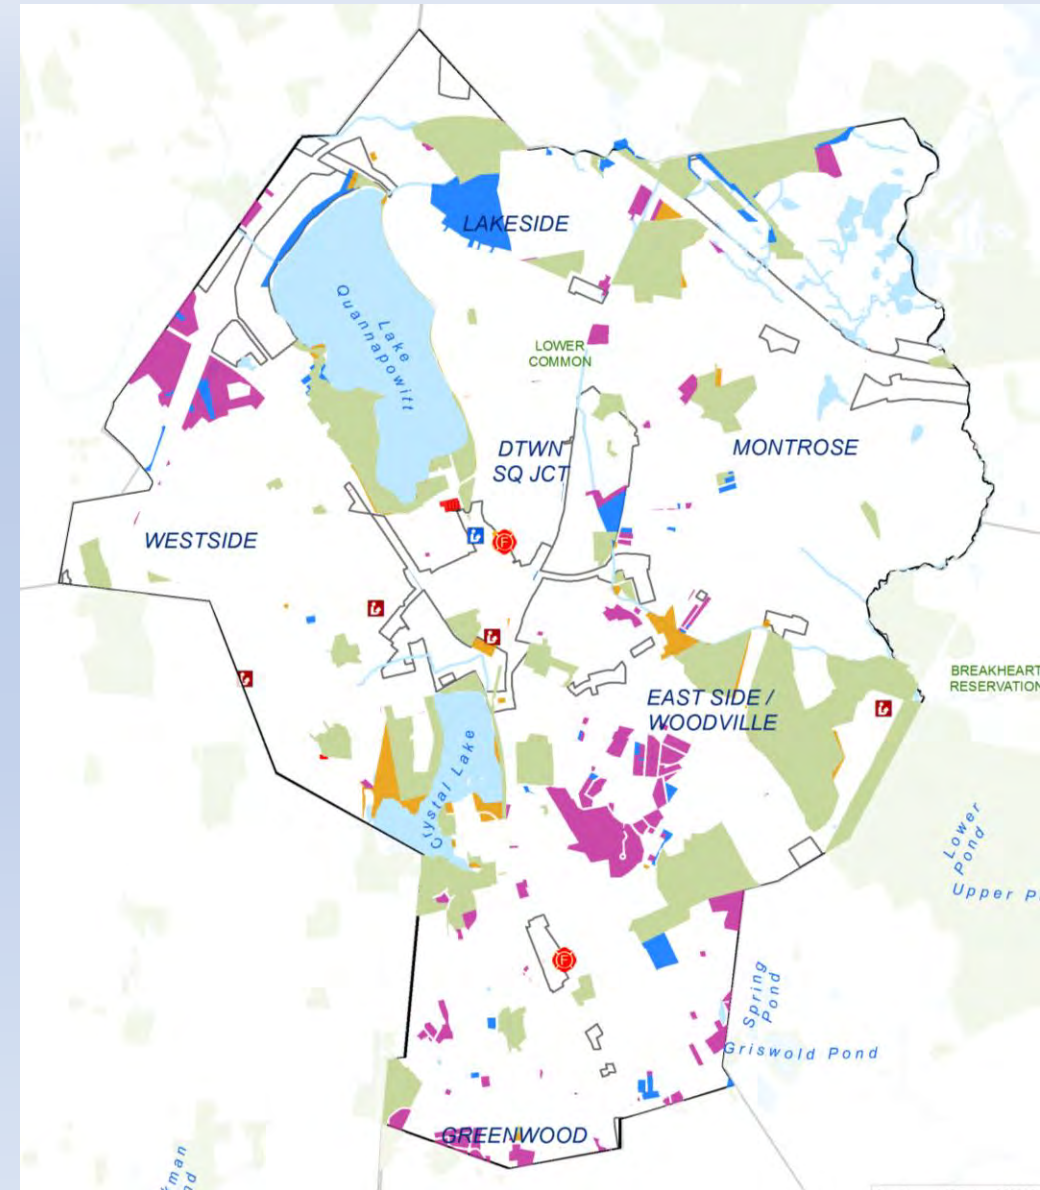 LAKESIDE
Lake
Quannapowitt
LOWER
COMMON
DTWN
SQ JCT
MONTROSE
WESTSIDE
F
BREAKHEART
RESERVATION
EAST SIDE /
WOODVILLE
Crystal Lake
Lower
Pond
Upper P
F
Spring
Pond
Griswold Pond
GREENWOOD